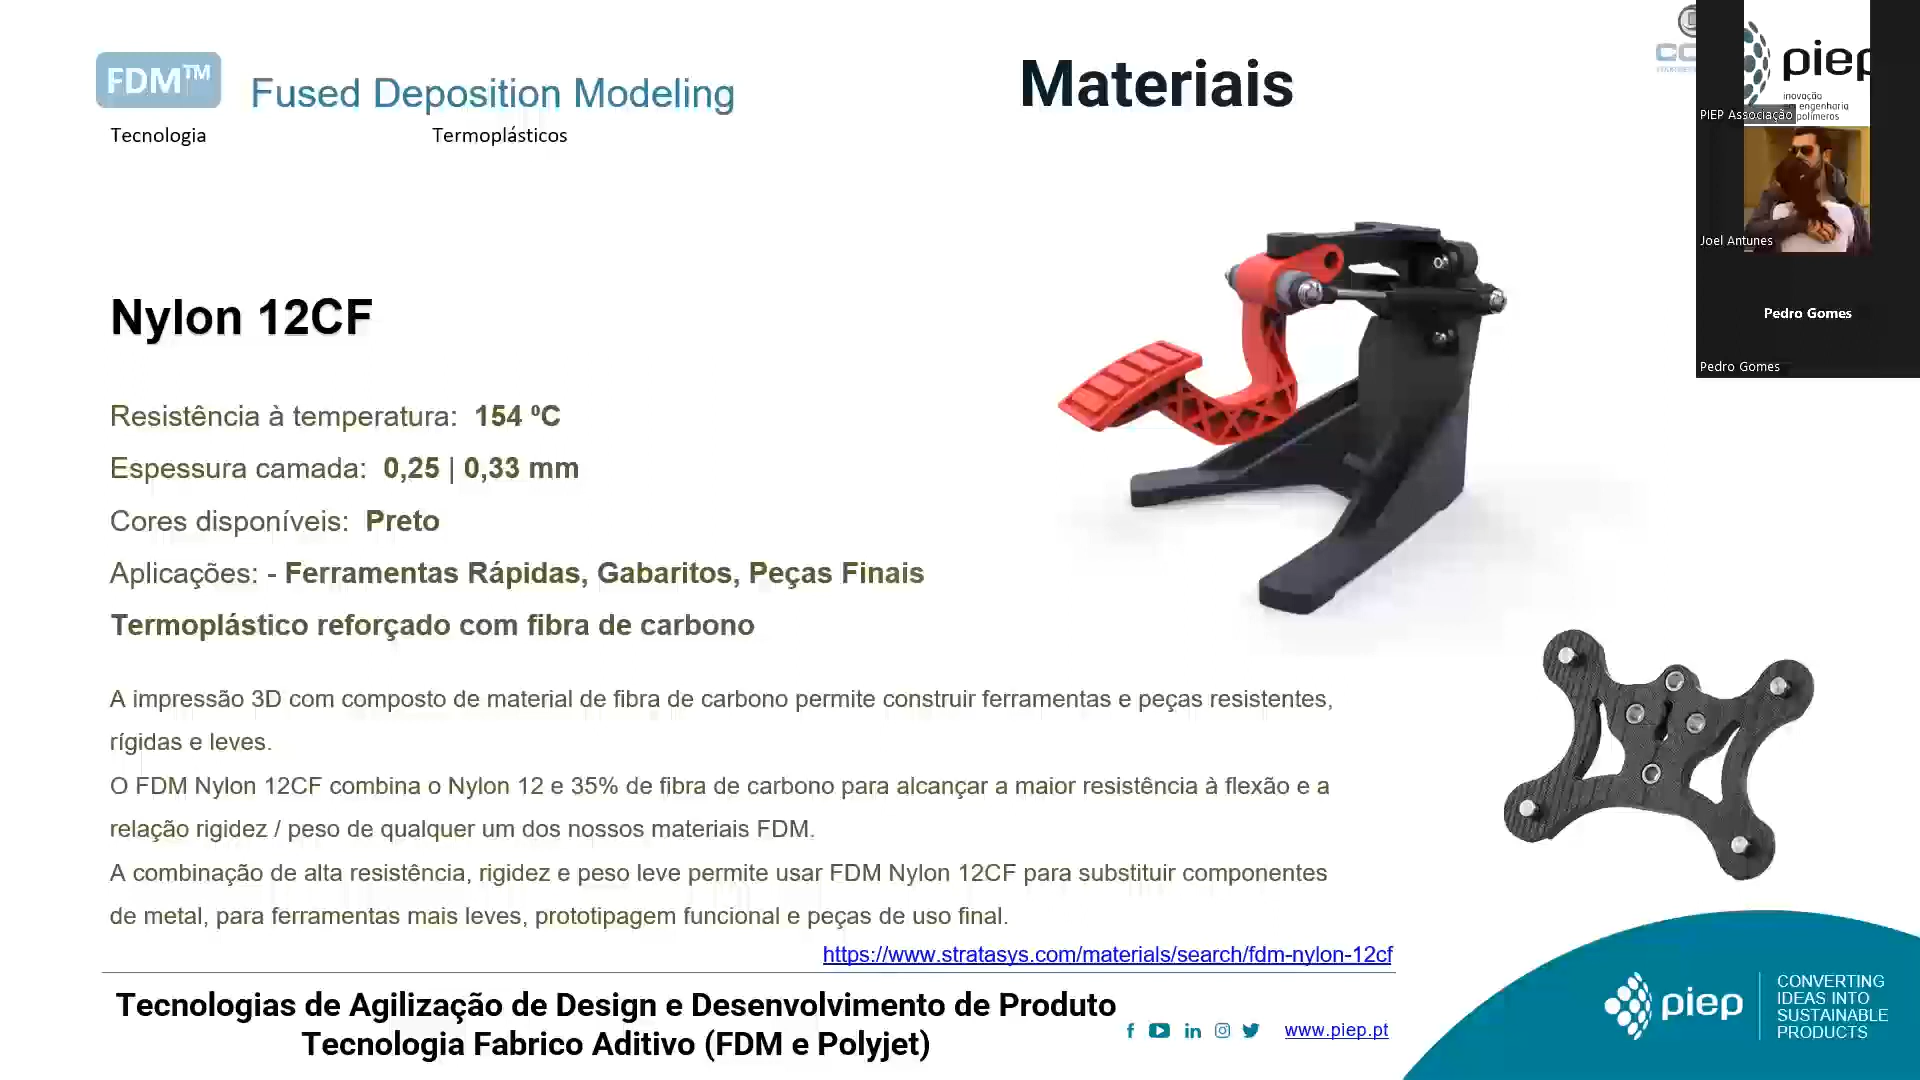 FDM™
Fused Deposition Modeling
Materiais
Tecnologia
Termoplásticos
piep
inovação
em engenharia
polímeros
PIEP Associação
Joel Antunes
Pedro Gomes
Pedro Gomes
Nylon 12CF
Resistência à temperatura: 154 ºC
Espessura camada: 0,25 | 0,33 mm
Cores disponíveis: Preto
Aplicações: - Ferramentas Rápidas, Gabaritos, Peças Finais
Termoplástico reforçado com fibra de carbono
A impressão 3D com composto de material de fibra de carbono permite construir ferramentas e peças resistentes,
rígidas e leves.
O FDM Nylon 12CF combina o Nylon 12 e 35% de fibra de carbono para alcançar a maior resistência à flexão e a
relação rigidez / peso de qualquer um dos nossos materiais FDM.
A combinação de alta resistência, rigidez e peso leve permite usar FDM Nylon 12CF para substituir componentes
de metal, para ferramentas mais leves, prototipagem funcional e peças de uso final.
https://www.stratasys.com/materials/search/fdm-nylon-12cf
Tecnologias de Agilização de Design e Desenvolvimento de Produto
Tecnologia Fabrico Aditivo (FDM e Polyjet)
www.piep.pt
piep
CONVERTING
IDEAS INTO
SUSTAINABLE
PRODUCTS